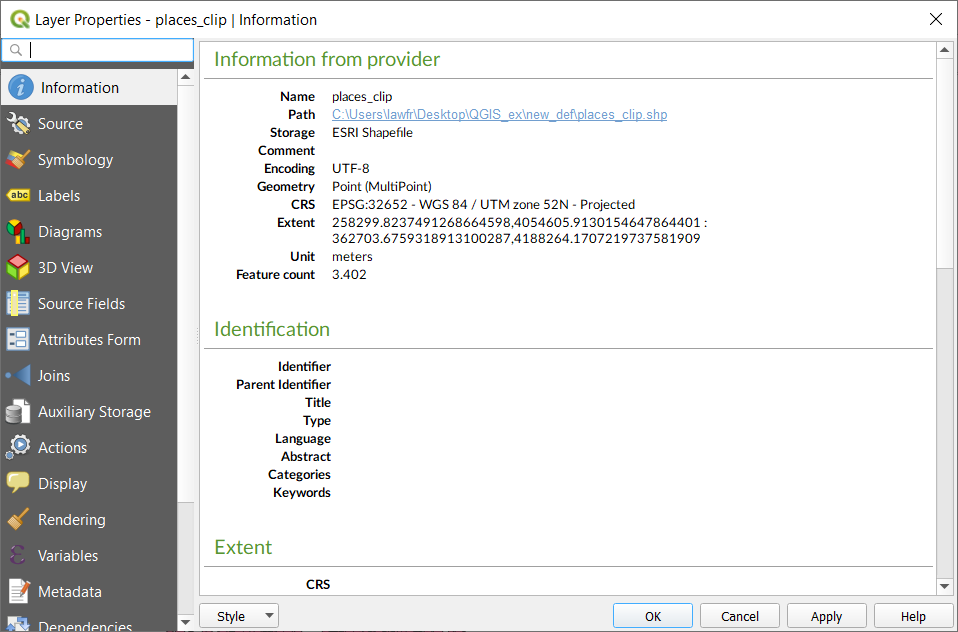 Layer Properties - places_clip | Information
Information
Source
Symbology
abc Labels
Diagrams
3D View
Source Fields
Attributes Form
Joins
Auxiliary Storage
Actions
Display
Rendering
Variables
Metadata
Dependencies
Information from provider
Name places_clip
Path C:\Users\lawfr\Desktop\QGIS_ex\new_def\places_clip.shp
Storage ESRI Shapefile
Comment
Encoding UTF-8
Geometry Point (MultiPoint)
CRS EPSG:32652 - WGS 84 / UTM zone 52N - Projected
Extent 258299.8237491268664598,4054605.9130154647864401 :
362703.6759318913100287,4188264.1707219737581909
Unit meters
Feature count 3.402
Identification
Identifier
Parent Identifier
Title
Type
Language
Abstract
Categories
Keywords
Extent
CRS
Style OK Cancel Apply Help